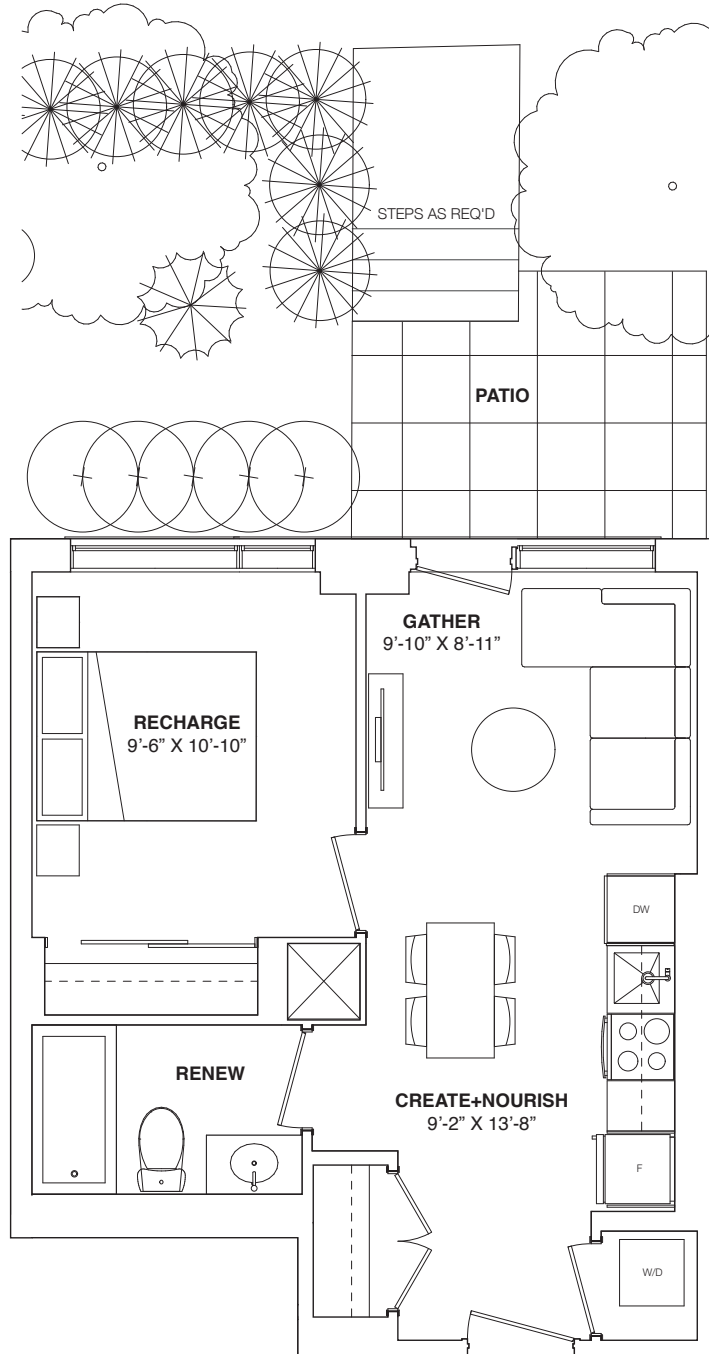 STEPS AS REQ'D
PATIO
GATHER
9'-10” X 8'-11”
RECHARGE
9'-6” X 10'-10”
DW
RENEW
CREATE+NOURISH
9'-2” X 13'-8”
F
W/D